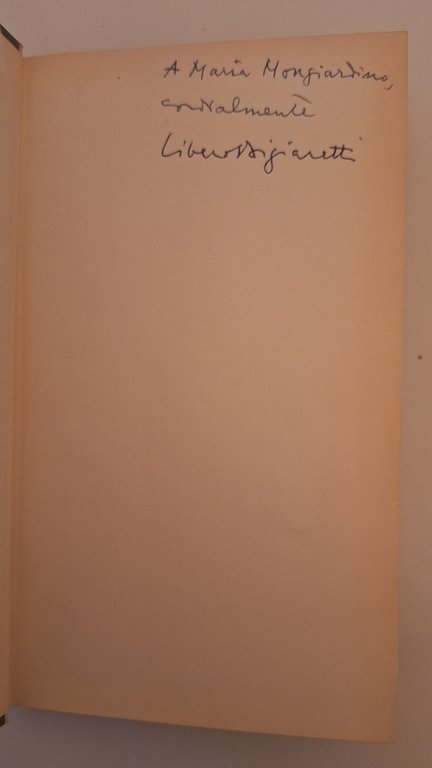 A Maria Mongiardino,
cordialmente
Libero Bigiaretti